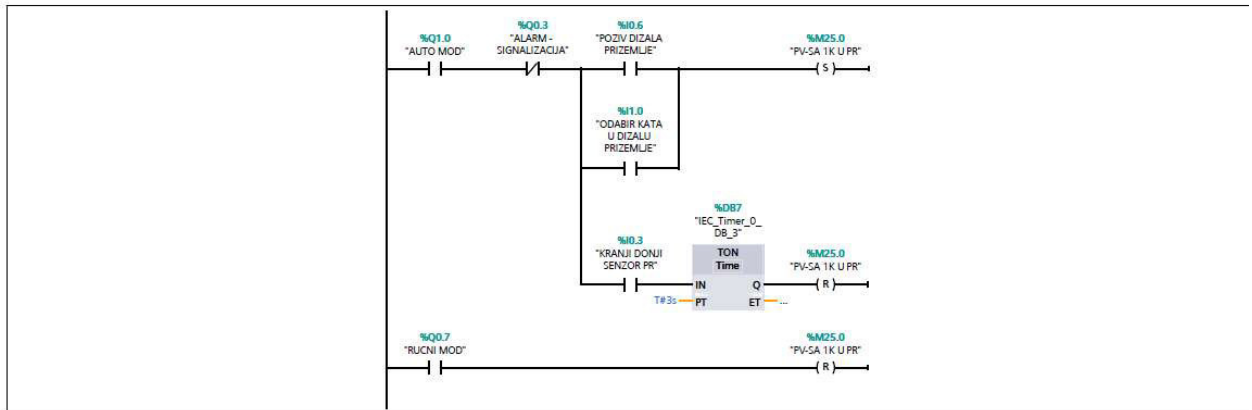 %Q1.0
"AUTO MOD"
%Q0.3
"ALARM -
SIGNALIZACIJA"
%I0.6
"POZIV DIZALA
PRIZEMLJE"
%M25.0
"PV-SA 1K U PR"
S
%I1.0
"ODABIR KATA
U DIZALU
PRIZEMLJE"
%DB7
"IEC_Timer_0_
DB_3"
%I0.3
"KRANJI DONJI
SENZOR PR"
TON
Time
%M25.0
"PV-SA 1K U PR"
IN
Q
R
T#3s
PT
ET
...
%Q0.7
"RUCNI MOD"
%M25.0
"PV-SA 1K U PR"
R